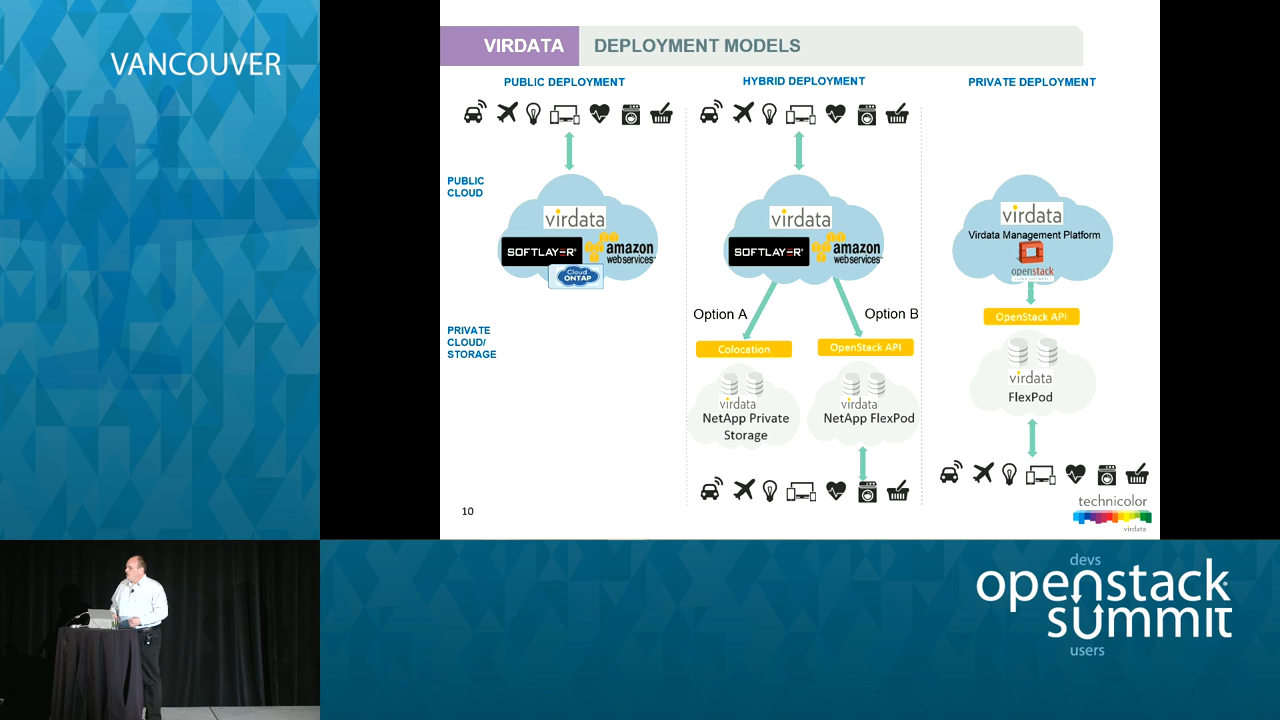 VANCOUVER
VIRDATA
DEPLOYMENT MODELS
PUBLIC DEPLOYMENT
HYBRID DEPLOYMENT
PRIVATE DEPLOYMENT
PUBLIC
CLOUD
virdata
SOFTLAYER®
amazon
webservices™
Cloud
ONTAP
virdata
SOFTLAYER®
amazon
webservices™
virdata
Virdata Management Platform
openstack
Option A
Option B
OpenStack API
PRIVATE
CLOUD/
STORAGE
Colocation
OpenStack API
virdata
NetApp Private
Storage
virdata
NetApp FlexPod
virdata
FlexPod
10
technicolor
virdata
devs
openstack
summit
users